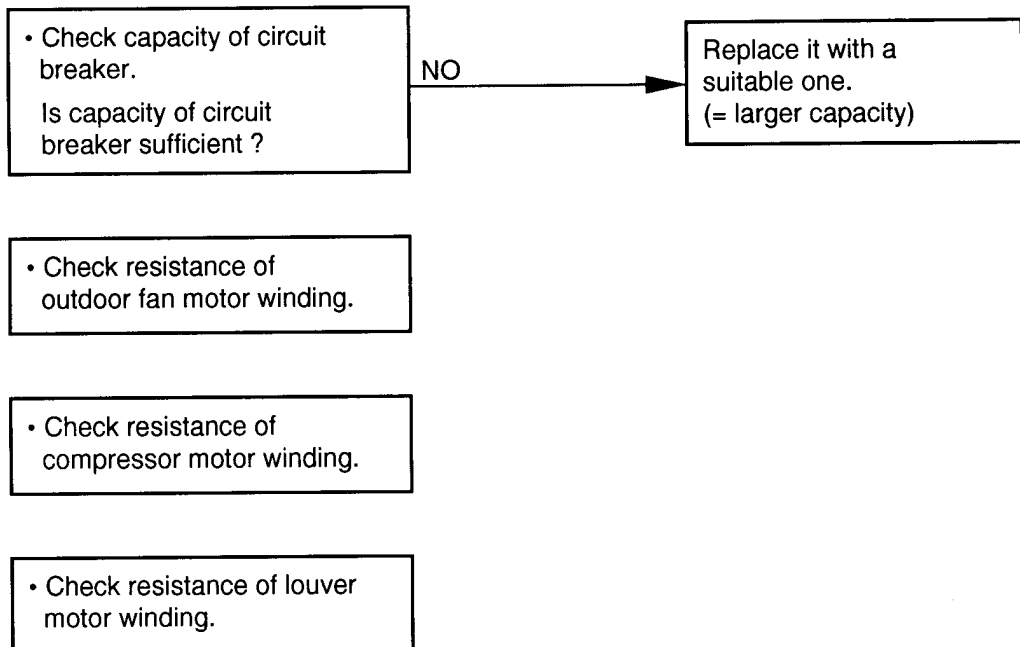 • Check capacity of circuit
breaker.
Is capacity of circuit
breaker sufficient ?
NO
Replace it with a
suitable one.
(= larger capacity)
• Check resistance of
outdoor fan motor winding.
• Check resistance of
compressor motor winding.
• Check resistance of louver
motor winding.